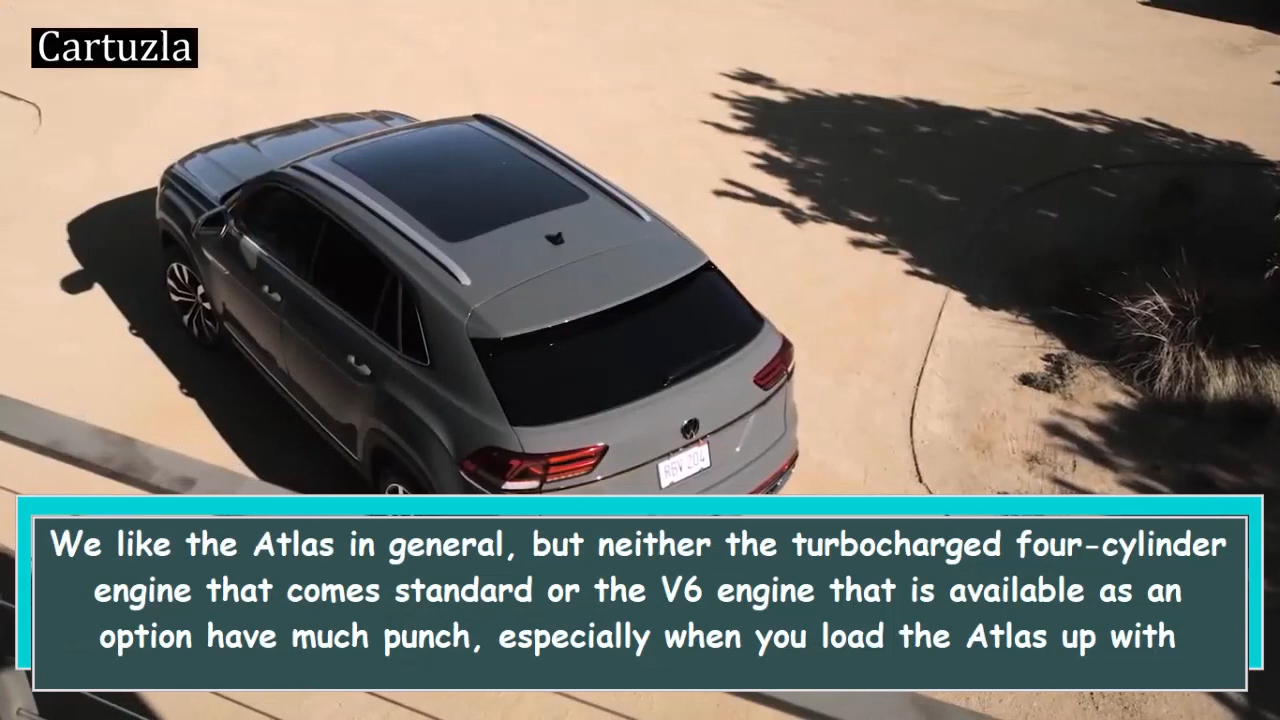 Cartuzla
RBV 204
We like the Atlas in general, but neither the turbocharged four-cylinder
engine that comes standard or the V6 engine that is available as an
option have much punch, especially when you load the Atlas up with